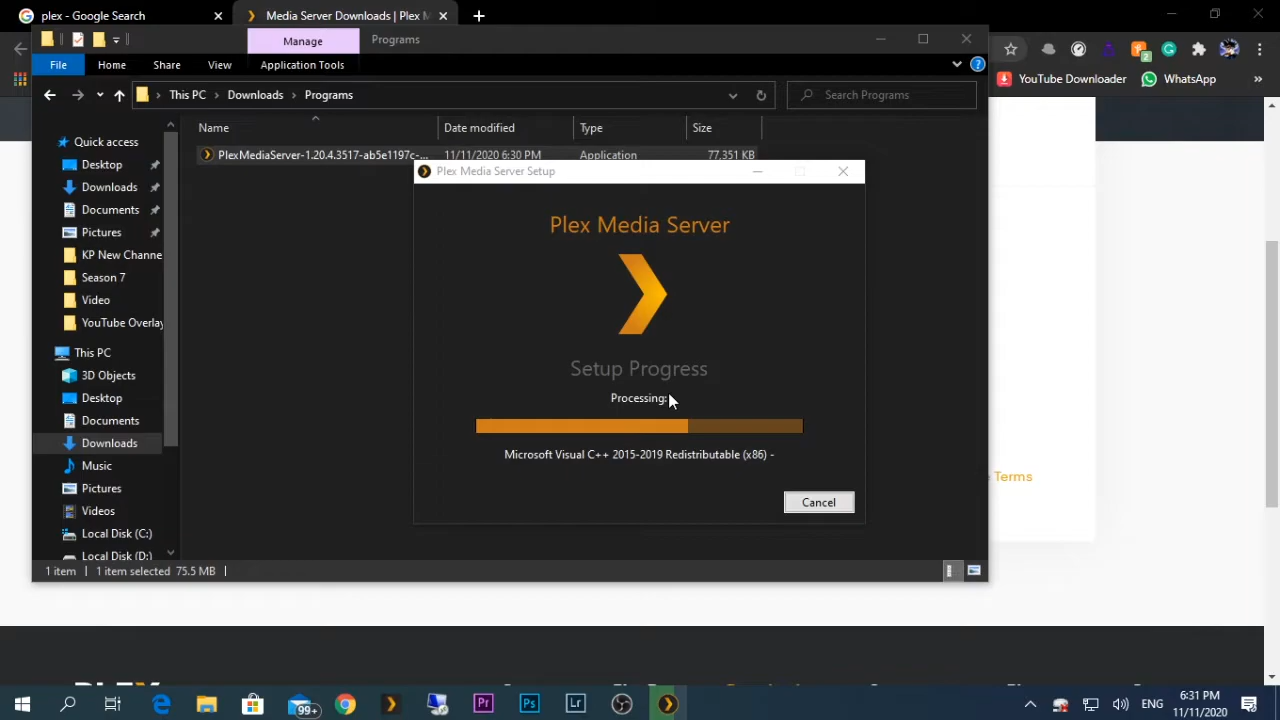 plex - Google Search
Media Server Downloads | Plex M
Manage
Programs
File
Home
Share
View
Application Tools
YouTube Downloader
WhatsApp
This PC
Downloads
Programs
Search Programs
Name
Date modified
Type
Size
Quick access
PlexMediaServer-1.20.4.3517-ab5e1197c-...
11/11/2020 6:30 PM
Application
77,351 KB
Desktop
Downloads
Documents
Pictures
KP New Channe
Season 7
Video
YouTube Overlay
This PC
3D Objects
Desktop
Documents
Downloads
Music
Pictures
Videos
Local Disk (C:)
Local Disk (D:)
Plex Media Server Setup
Plex Media Server
Setup Progress
Processing:
Microsoft Visual C++ 2015-2019 Redistributable (x86) -
Cancel
Terms
1 item
1 item selected 75.5 MB
99+
Pr
Ps
Lr
ENG
6:31 PM
11/11/2020